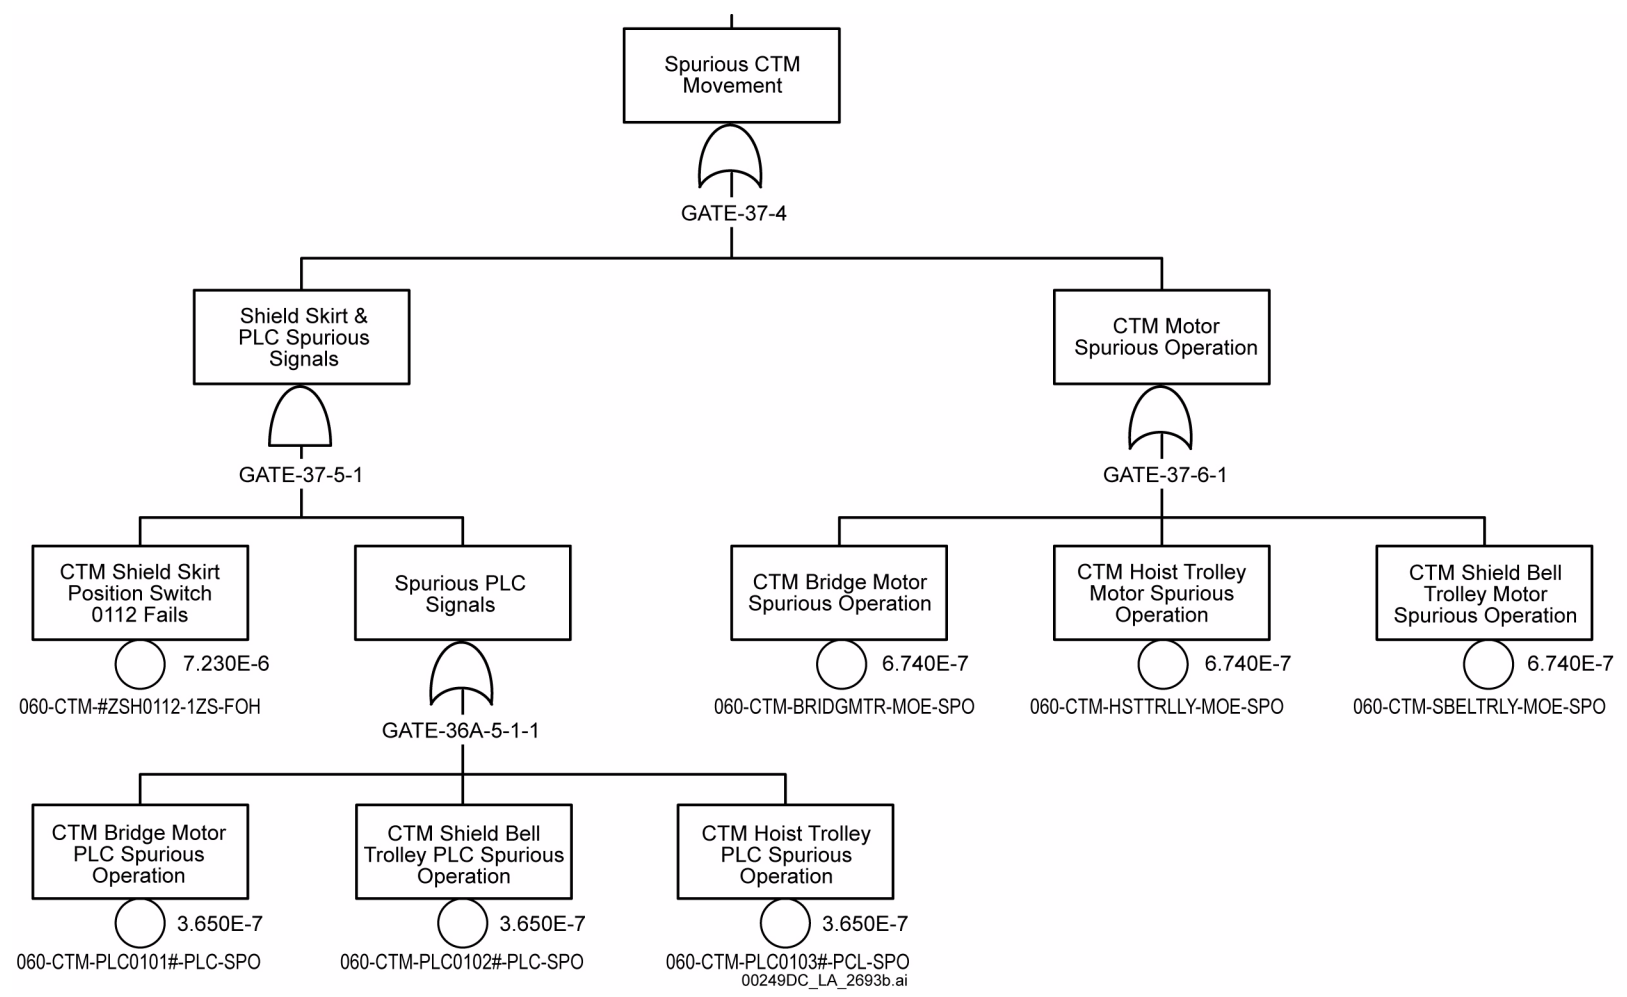 Spurious CTM
Movement
GATE-37-4
Shield Skirt &
PLC Spurious
Signals
CTM Motor
Spurious Operation
GATE-37-5-1
GATE-37-6-1
CTM Shield Skirt
Position Switch
0112 Fails
Spurious PLC
Signals
CTM Bridge Motor
Spurious Operation
CTM Hoist Trolley
Motor Spurious
Operation
CTM Shield Bell
Trolley Motor
Spurious Operation
7.230E-6
6.740E-7
6.740E-7
6.740E-7
060-CTM-#ZSH0112-1ZS-FOH
060-CTM-BRIDGMTR-MOE-SPO
060-CTM-HSTTRLLY-MOE-SPO
060-CTM-SBELTRLY-MOE-SPO
GATE-36A-5-1-1
CTM Bridge Motor
PLC Spurious
Operation
CTM Shield Bell
Trolley PLC Spurious
Operation
CTM Hoist Trolley
PLC Spurious
Operation
3.650E-7
3.650E-7
3.650E-7
060-CTM-PLC0101#-PLC-SPO
060-CTM-PLC0102#-PLC-SPO
060-CTM-PLC0103#-PCL-SPO
00249DC_LA_2693b.ai